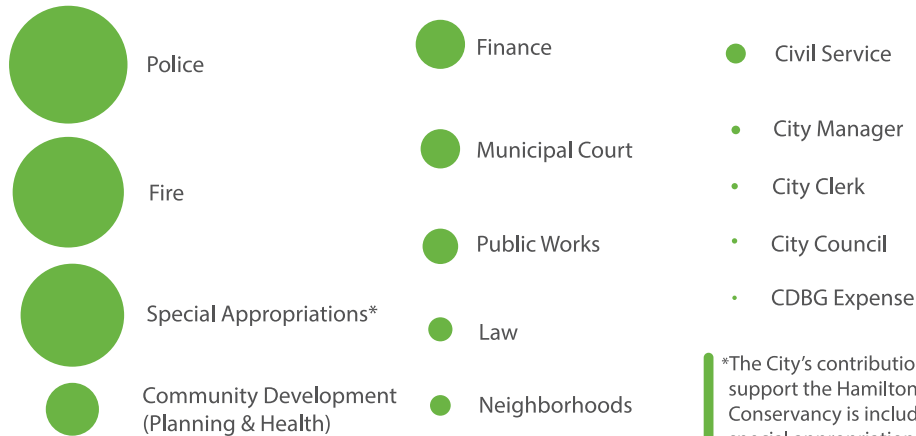 Police
Fire
Special Appropriations*
Community Development
(Planning & Health)
Finance
Municipal Court
Public Works
Law
Neighborhoods
Civil Service
City Manager
City Clerk
City Council
CDBG Expense
*The City's contributio
support the Hamilton
Conservancy is includ